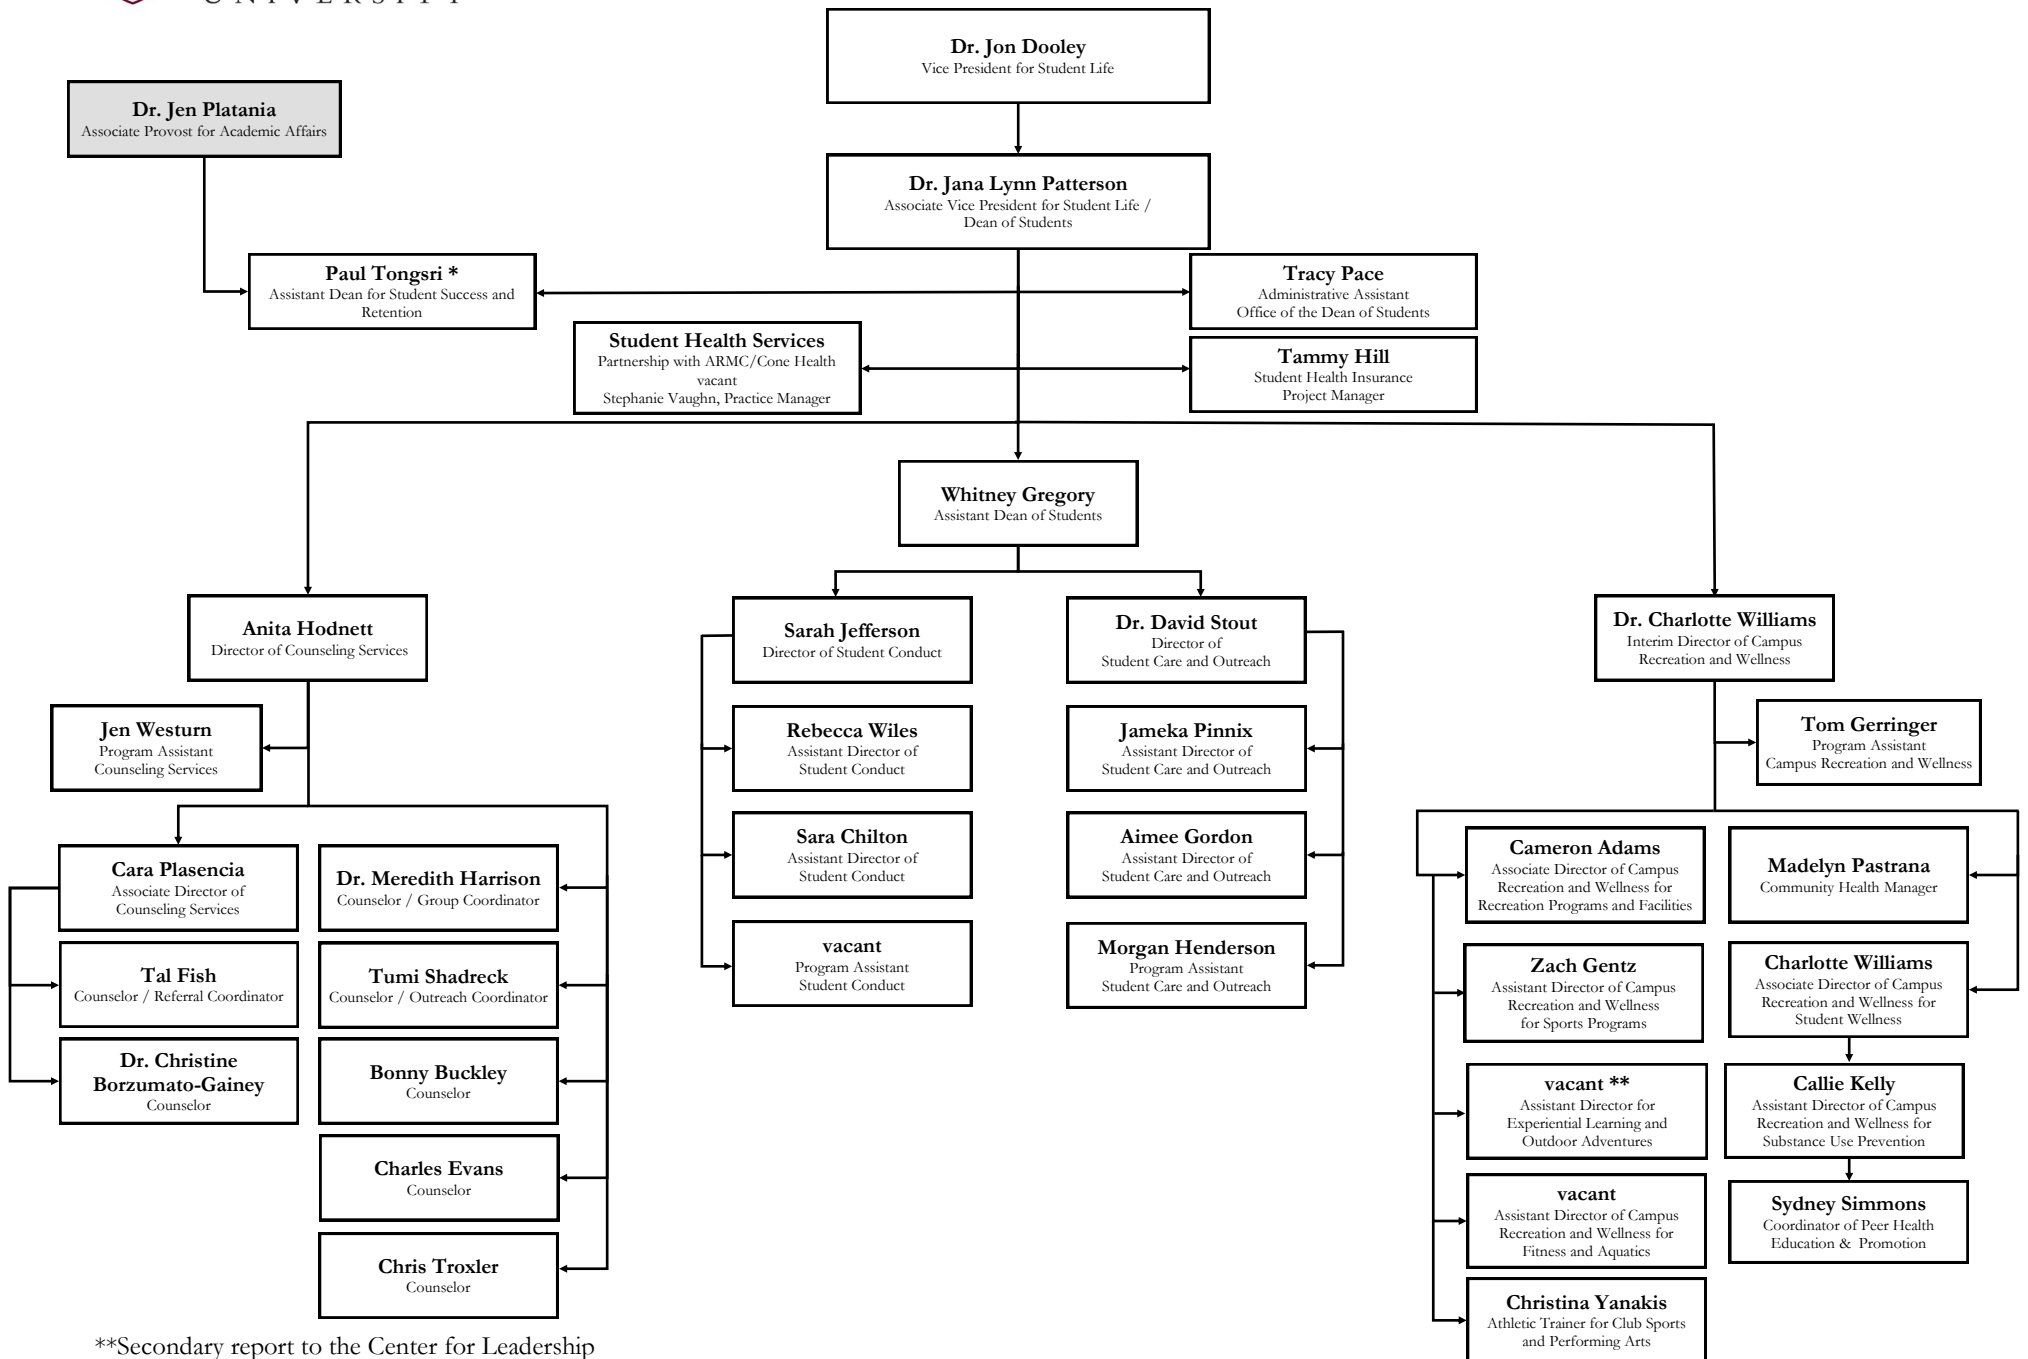 UNIVERSITY
Dr. Jon Dooley
Vice President for Student Life
Dr. Jen Platania
Associate Provost for Academic Affairs
Dr. Jana Lynn Patterson
Associate Vice President for Student Life /
Dean of Students
Paul Tongsri *
Assistant Dean for Student Success and
Retention
Tracy Pace
Administrative Assistant
Office of the Dean of Students
Student Health Services
Partnership with ARMC/Cone Health
vacant
Stephanie Vaughn, Practice Manager
Tammy Hill
Student Health Insurance
Project Manager
Whitney Gregory
Assistant Dean of Students
Anita Hodnett
Director of Counseling Services
Jen Westurn
Program Assistant
Counseling Services
Cara Plasencia
Associate Director of
Counseling Services
Tal Fish
Counselor / Referral Coordinator
Dr. Christine
Borzumato-Gainey
Counselor
Dr. Meredith Harrison
Counselor / Group Coordinator
Tumi Shadreck
Counselor / Outreach Coordinator
Bonny Buckley
Counselor
Charles Evans
Counselor
Chris Troxler
Counselor
Sarah Jefferson
Director of Student Conduct
Rebecca Wiles
Assistant Director of
Student Conduct
Sara Chilton
Assistant Director of
Student Conduct
vacant
Program Assistant
Student Conduct
Dr. David Stout
Director of
Student Care and Outreach
Jameka Pinnix
Assistant Director of
Student Care and Outreach
Aimee Gordon
Assistant Director of
Student Care and Outreach
Morgan Henderson
Program Assistant
Student Care and Outreach
Dr. Charlotte Williams
Interim Director of Campus
Recreation and Wellness
Tom Gerringer
Program Assistant
Campus Recreation and Wellness
Cameron Adams
Associate Director of Campus
Recreation and Wellness for
Recreation Programs and Facilities
Zach Gentz
Assistant Director of Campus
Recreation and Wellness
for Sports Programs
vacant **
Assistant Director for
Experiential Learning and
Outdoor Adventures
vacant
Assistant Director of Campus
Recreation and Wellness for
Fitness and Aquatics
Christina Yanakis
Athletic Trainer for Club Sports
and Performing Arts
Madelyn Pastrana
Community Health Manager
Charlotte Williams
Associate Director of Campus
Recreation and Wellness for
Student Wellness
Callie Kelly
Assistant Director of Campus
Recreation and Wellness for
Substance Use Prevention
Sydney Simmons
Coordinator of Peer Health
Education & Promotion
**Secondary report to the Center for Leadership